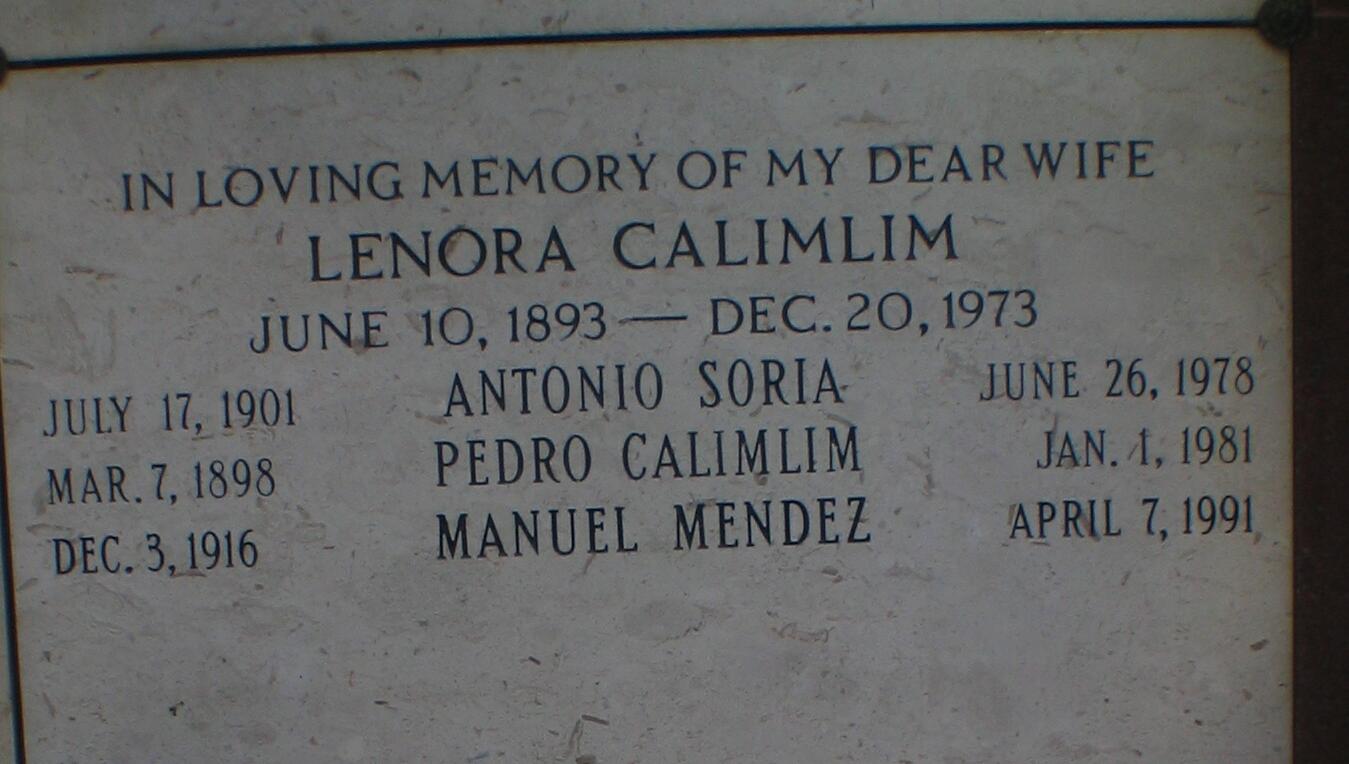 IN LOVING MEMORY OF MY DEAR WIFE
LENORA CALIMLIM
JUNE 10, 1893 — DEC. 20, 1973
JULY 17, 1901 ANTONIO SORIA JUNE 26, 1978
MAR. 7, 1898 PEDRO CALIMLIM JAN. 1, 1981
DEC. 3, 1916 MANUEL MENDEZ APRIL 7, 1991